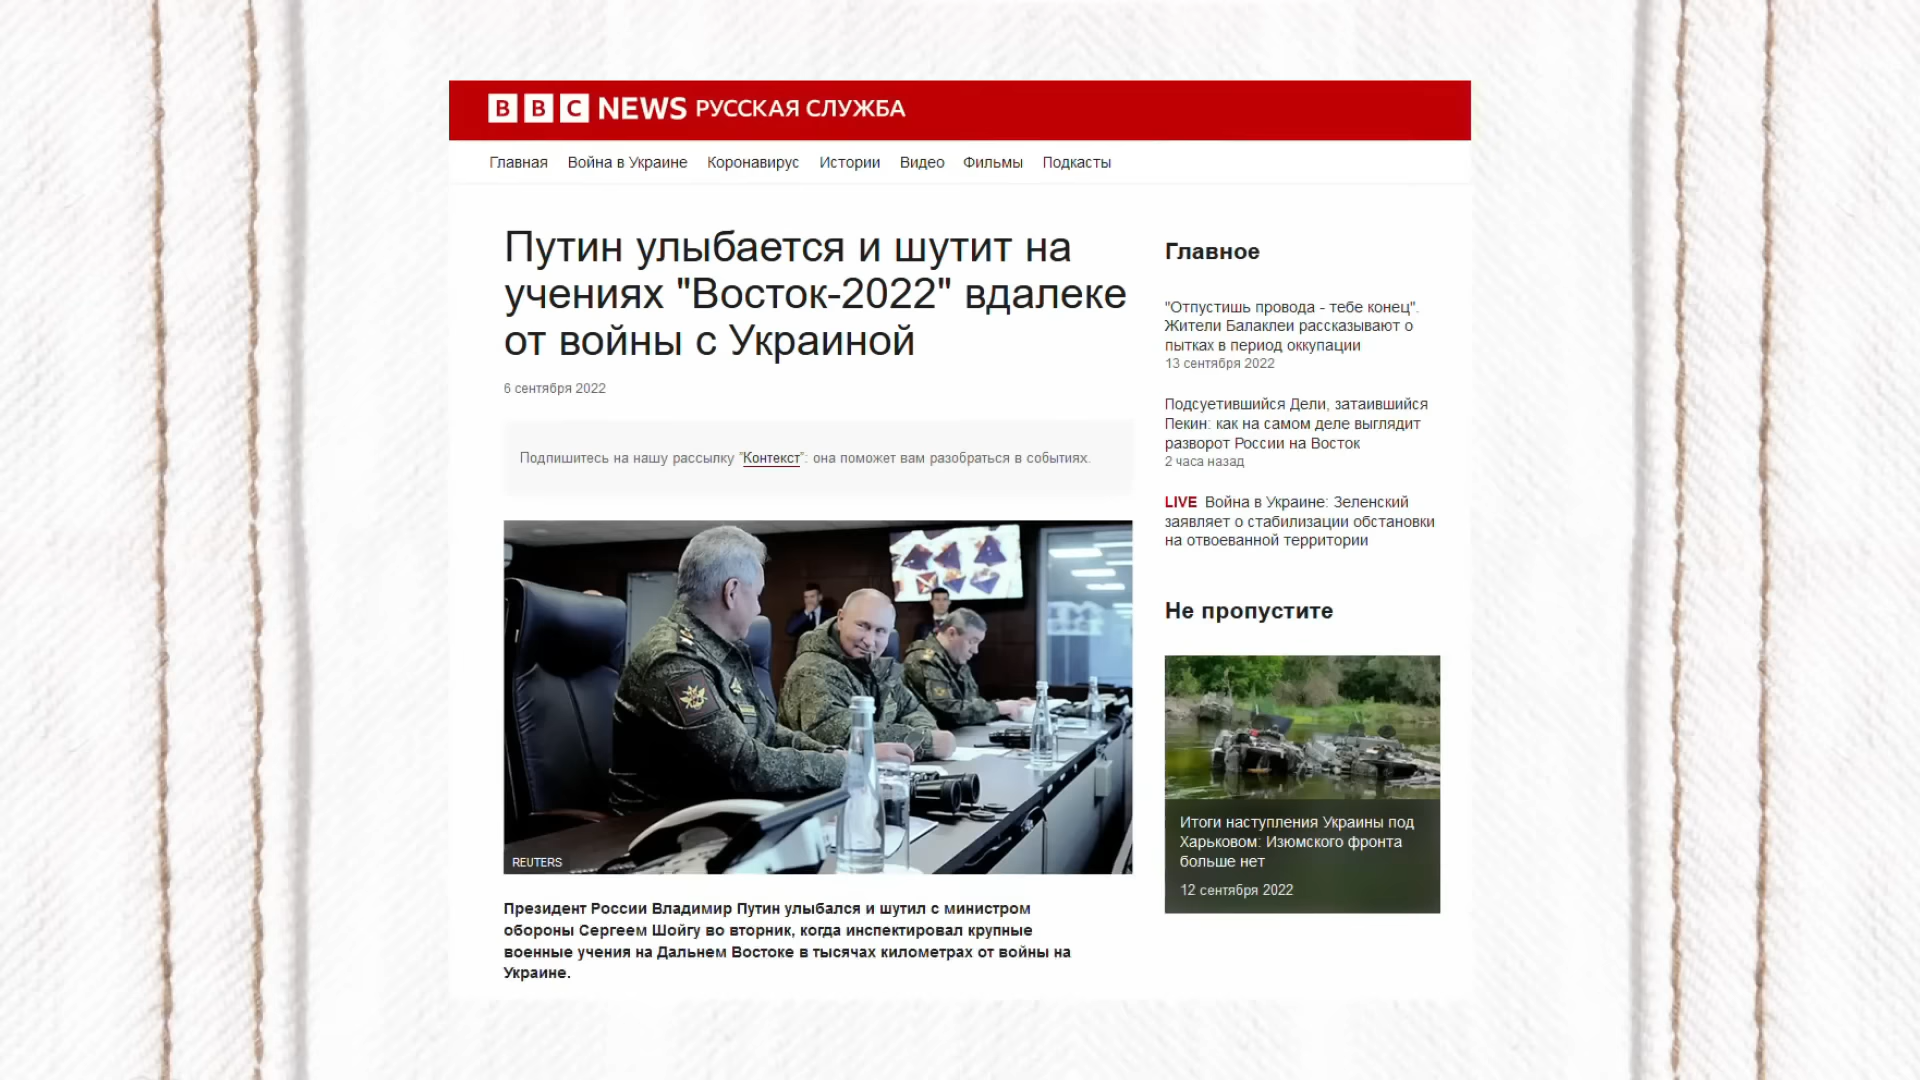 BBC NEWS РУССКАЯ СЛУЖБА
Главная Война в Украине Коронавирус Истории Видео Фильмы Подкасты
Путин улыбается и шутит на
учениях "Восток-2022" вдалеке
от войны с Украиной
6 сентября 2022
Подпишитесь на нашу рассылку "Контекст": она поможет вам разобраться в событиях.
REUTERS
Президент России Владимир Путин улыбался и шутил с министром
обороны Сергеем Шойгу во вторник, когда инспектировал крупные
военные учения на Дальнем Востоке в тысячах километрах от войны на
Украине.
Главное
"Отпустишь провода - тебе конец".
Жители Балаклеи рассказывают о
пытках в период оккупации
13 сентября 2022
Подсуетившийся Дели, затаившийся
Пекин: как на самом деле выглядит
разворот России на Восток
2 часа назад
LIVE Война в Украине: Зеленский
заявляет о стабилизации обстановки
на отвоеванной территории
Не пропустите
Итоги наступления Украины под
Харьковом: Изюмского фронта
больше нет
12 сентября 2022